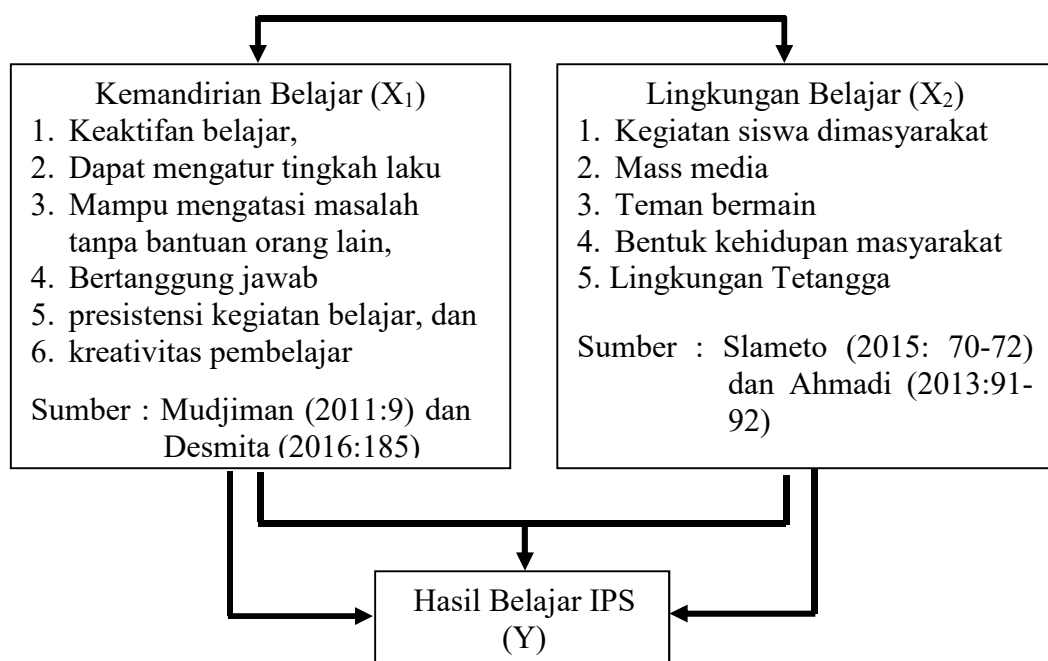 Kemandirian Belajar (X₁)
1. Keaktifan belajar,
2. Dapat mengatur tingkah laku
3. Mampu mengatasi masalah
tanpa bantuan orang lain,
4. Bertanggung jawab
5. presistensi kegiatan belajar, dan
6. kreativitas pembelajar
Sumber : Mudjiman (2011:9) dan
Desmita (2016:185)
Lingkungan Belajar (X₂)
1. Kegiatan siswa dimasyarakat
2. Mass media
3. Teman bermain
4. Bentuk kehidupan masyarakat
5. Lingkungan Tetangga
Sumber : Slameto (2015: 70-72)
dan Ahmadi (2013:91-
92)
Hasil Belajar IPS
(Y)